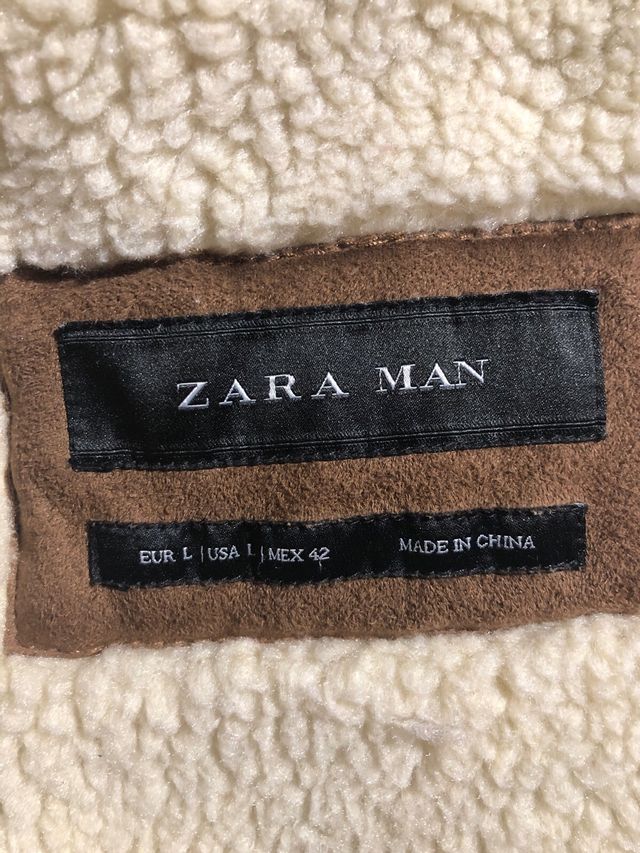 ZARA MAN
EUR L | USA L | MEX 42 MADE IN CHINA